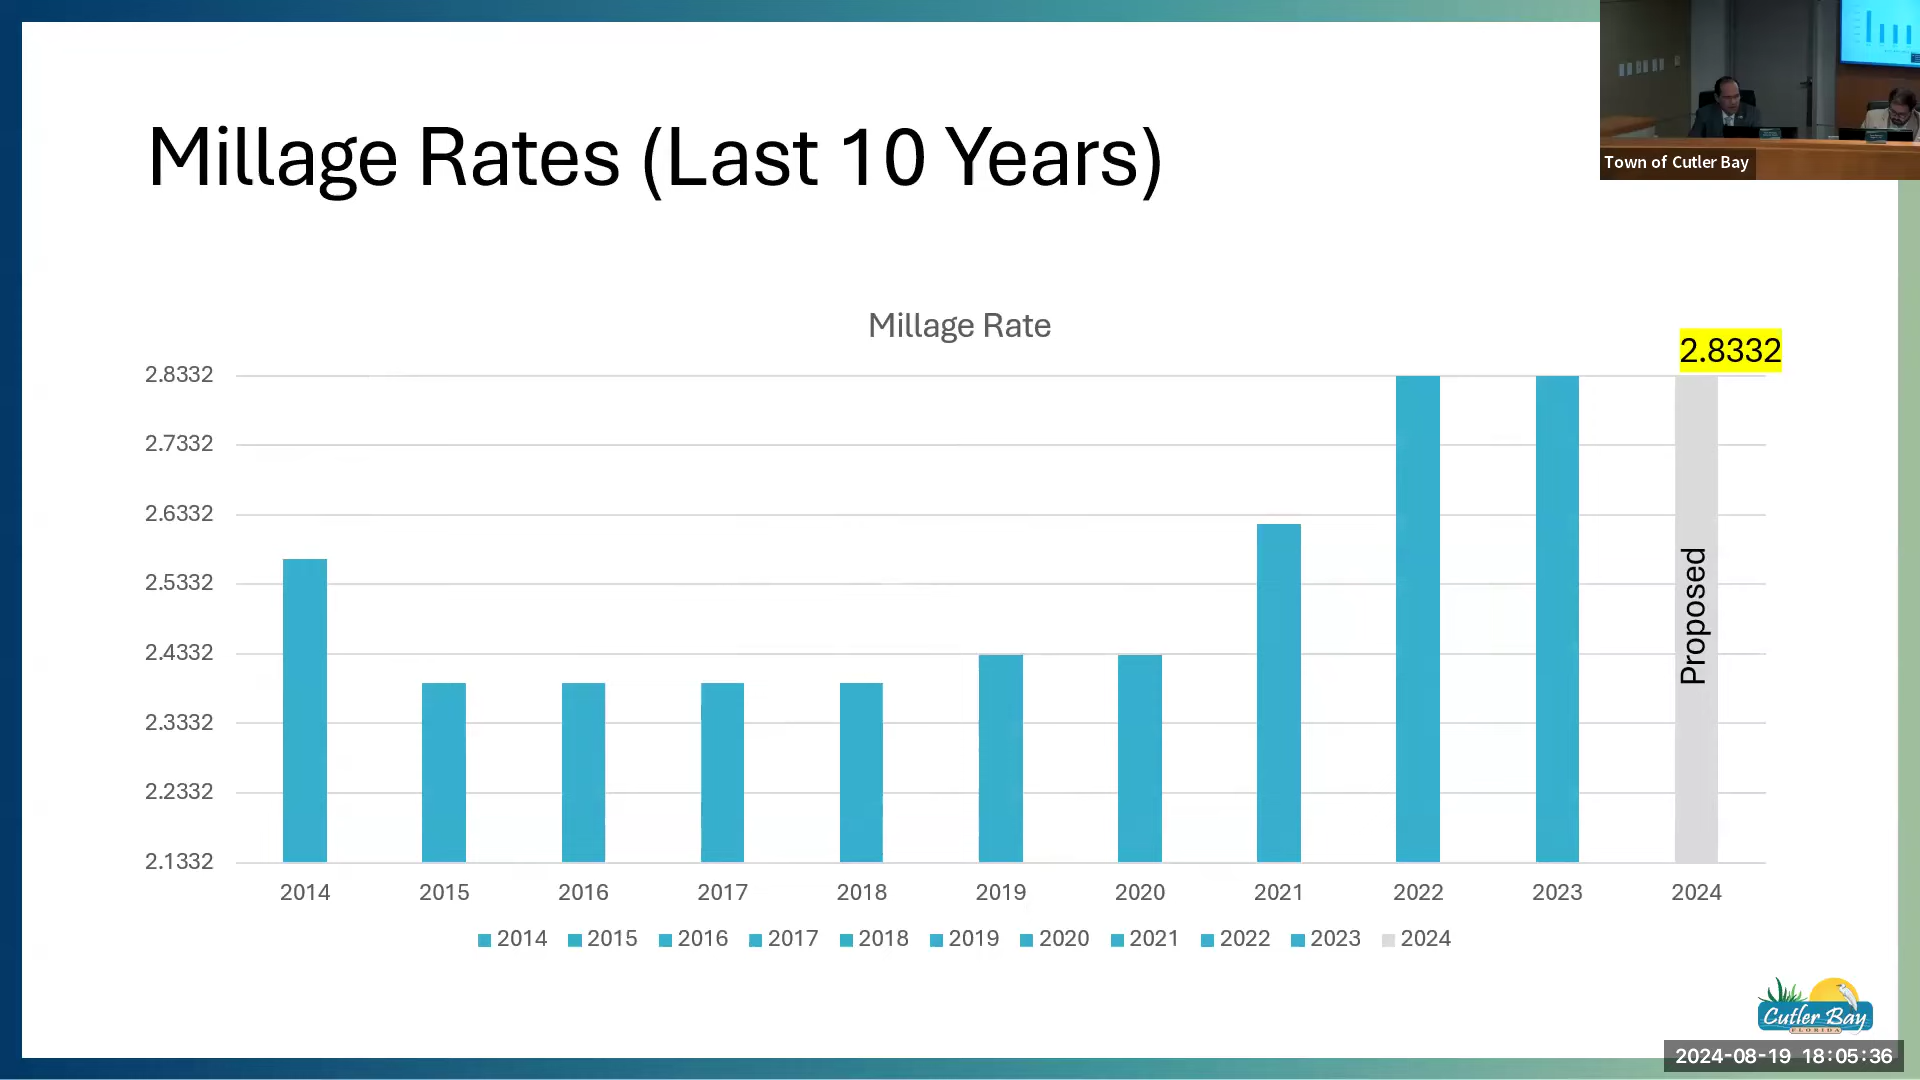 Millage Rates (Last 10 Years)
Town of Cutler Bay
Millage Rate
2.8332
2.8332
2.7332
2.6332
2.5332
2.4332
2.3332
2.2332
2.1332
Proposed
2014 2015 2016 2017 2018 2019 2020 2021 2022 2023 2024
2014 2015 2016 2017 2018 2019 2020 2021 2022 2023 2024
Cutler Bay
FLORIDA
2024-08-19 18:05:36